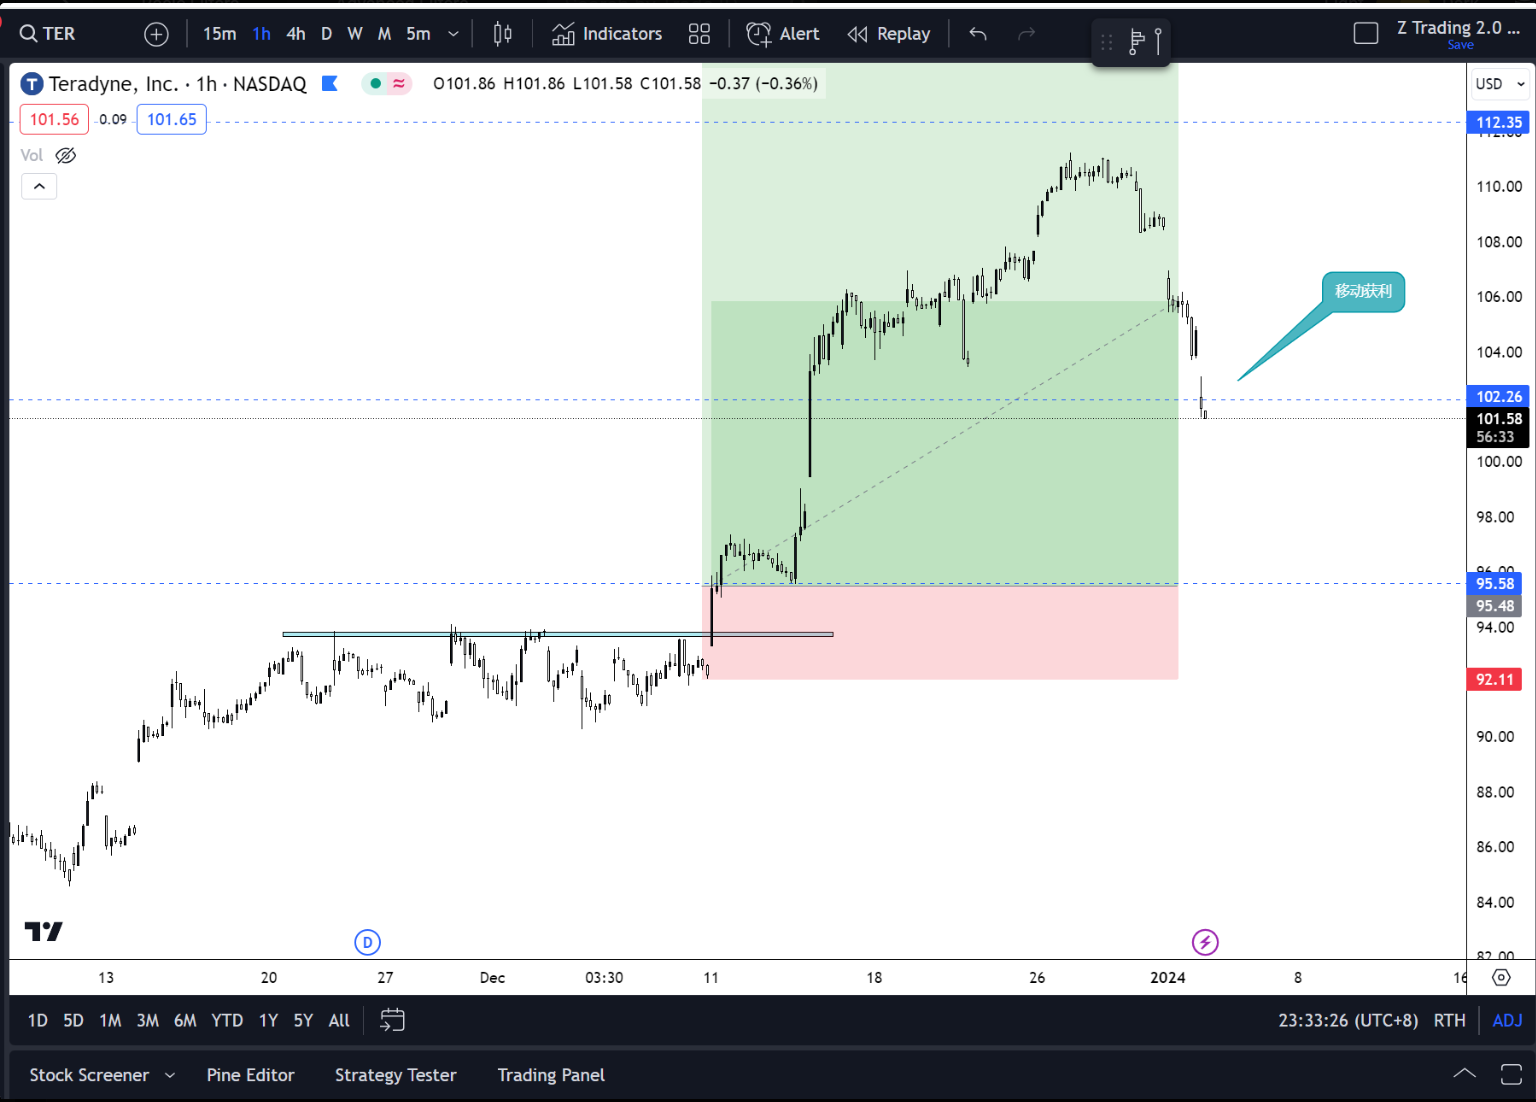 TER
15m 1h 4h D W M 5m
Indicators
Alert
Replay
Z Trading 2.0 ...
Save
T Teradyne, Inc. · 1h · NASDAQ
O101.86 H101.86 L101.58 C101.58 −0.37 (−0.36%)
USD
101.56 0.09 101.65
Vol
移动获利
112.35
112.00
110.00
108.00
106.00
104.00
102.26
101.58
56:33
100.00
98.00
96.00
95.58
95.48
94.00
92.11
90.00
88.00
86.00
84.00
82.00
D
13 20 27 Dec 03:30 11 18 26 2024 8 16
1D 5D 1M 3M 6M YTD 1Y 5Y All
23:33:26 (UTC+8) RTH ADJ
Stock Screener Pine Editor Strategy Tester Trading Panel